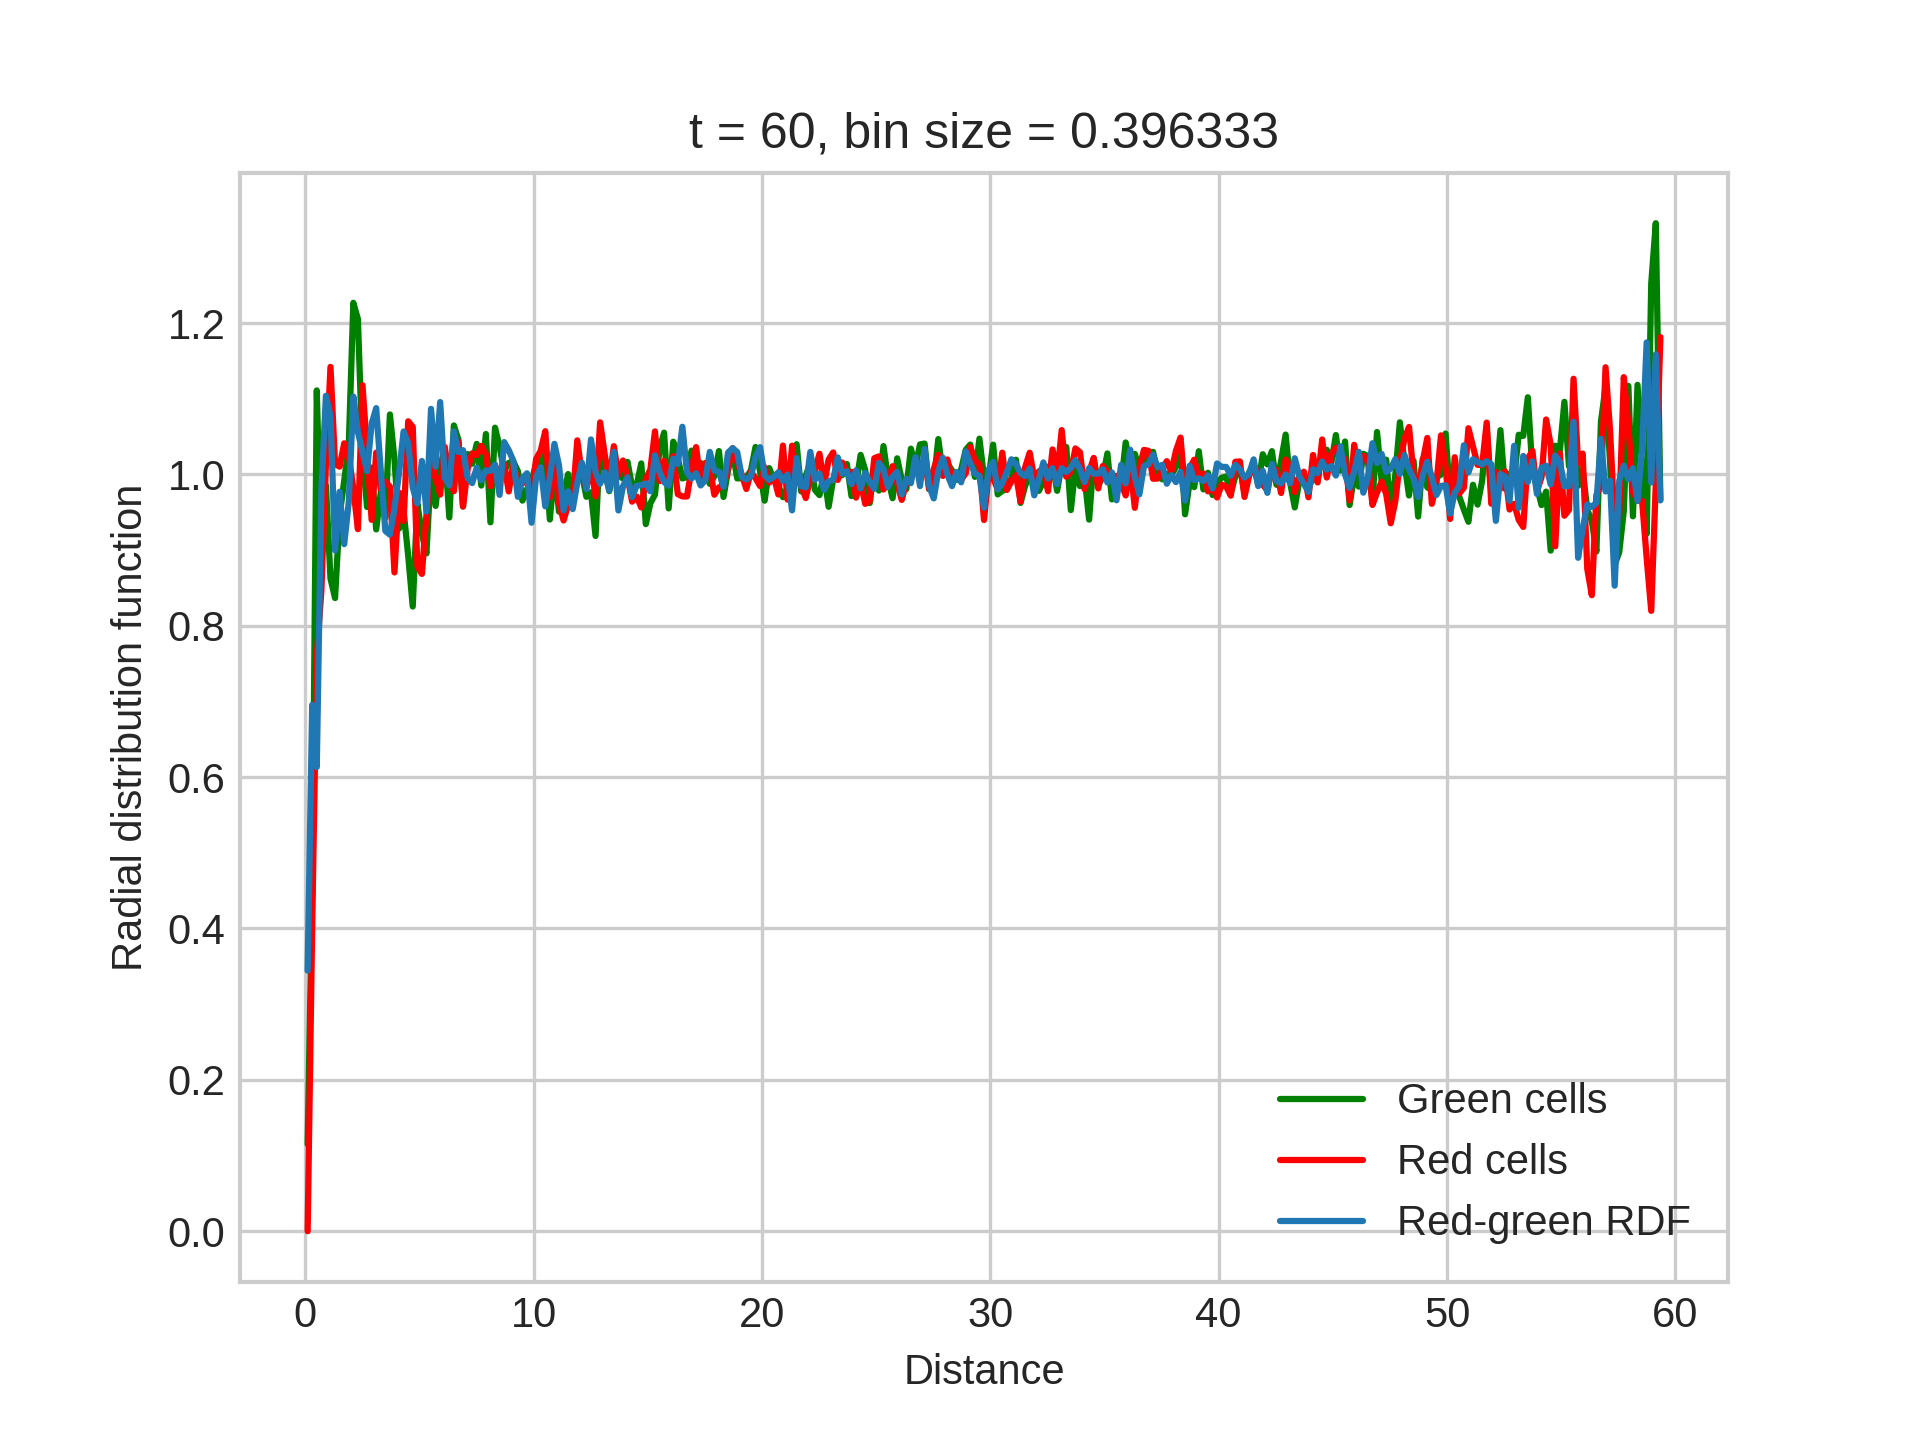 t = 60, bin size = 0.396333
Radial distribution function
1.2
1.0
0.8
0.6
0.4
0.2
0.0
Green cells
Red cells
Red-green RDF
0 10 20 30 40 50 60
Distance